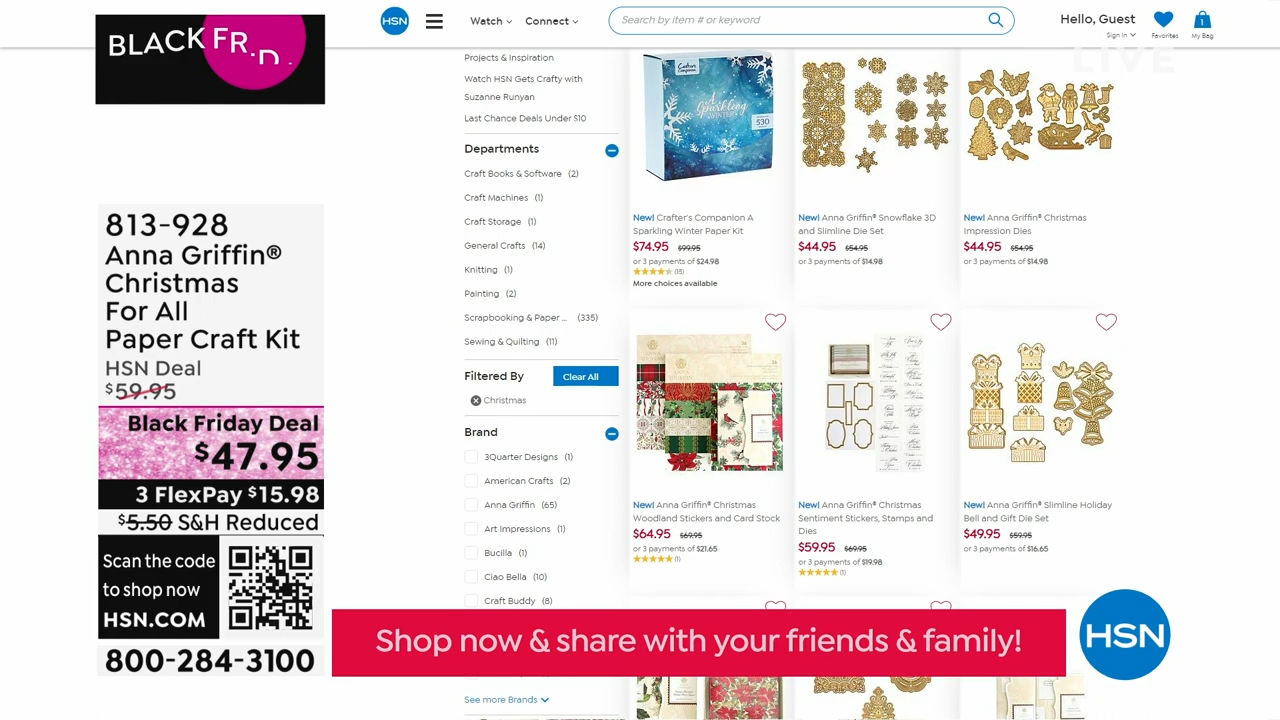 BLACK FR.D.
HSN
Watch
Connect
Search by item # or keyword
Hello, Guest
Sign In
Favorites
1
My Bag
LIVE
813-928
Anna Griffin®
Christmas
For All
Paper Craft Kit
HSN Deal
$59.95
Black Friday Deal
$47.95
3 FlexPay $15.98
$5.50 S&H Reduced
Scan the code
to shop now
HSN.COM
800-284-3100
Projects & Inspiration
Watch HSN Gets Crafty with
Suzanne Runyan
Last Chance Deals Under $10
Departments
Craft Books & Software (2)
Craft Machines (1)
Craft Storage (1)
General Crafts (14)
Knitting (1)
Painting (2)
Scrapbooking & Paper ... (335)
Sewing & Quilting (11)
Filtered By
Clear All
Christmas
Brand
3Quarter Designs (1)
American Crafts (2)
Anna Griffin (65)
Art Impressions (1)
Bucilla (1)
Ciao Bella (10)
Craft Buddy (8)
See more Brands
Crafter's
Companion
A
Sparkling
WINTER
530
New! Crafter's Companion A
Sparkling Winter Paper Kit
$74.95 $99.95
or 3 payments of $24.98
(15)
More choices available
New! Anna Griffin® Snowflake 3D
and Slimline Die Set
$44.95 $54.95
or 3 payments of $14.98
New! Anna Griffin® Christmas
Impression Dies
$44.95 $54.95
or 3 payments of $14.98
New! Anna Griffin® Christmas
Woodland Stickers and Card Stock
$64.95 $69.95
or 3 payments of $21.65
(1)
New! Anna Griffin® Christmas
Sentiment Stickers, Stamps and
Dies
$59.95 $69.95
or 3 payments of $19.98
(1)
New! Anna Griffin® Slimline Holiday
Bell and Gift Die Set
$49.95 $59.95
or 3 payments of $16.65
Shop now & share with your friends & family!
HSN